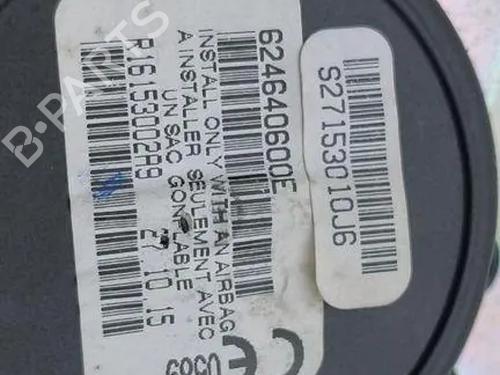 S2715301OJ6
624640600E
INSTALL ONLY WITH AN AIRBAG
A INSTALLER SEULEMENT AVEC
UN SAC GONFLABLE
R16153002A9
27.10.15
B-PARTS